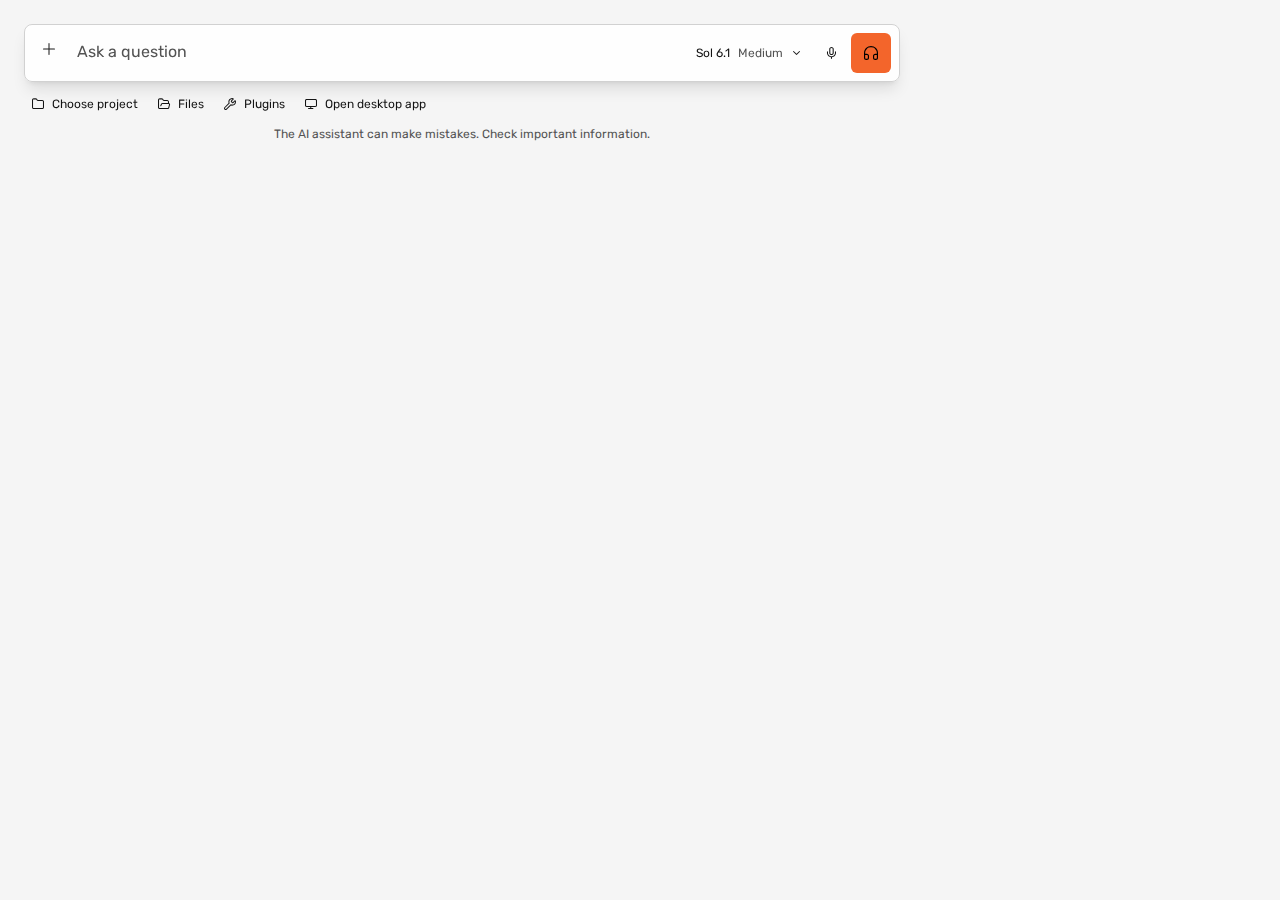 Ask a question Sol 6.1 Medium
Choose project Files Plugins Open desktop app
The AI assistant can make mistakes. Check important information.